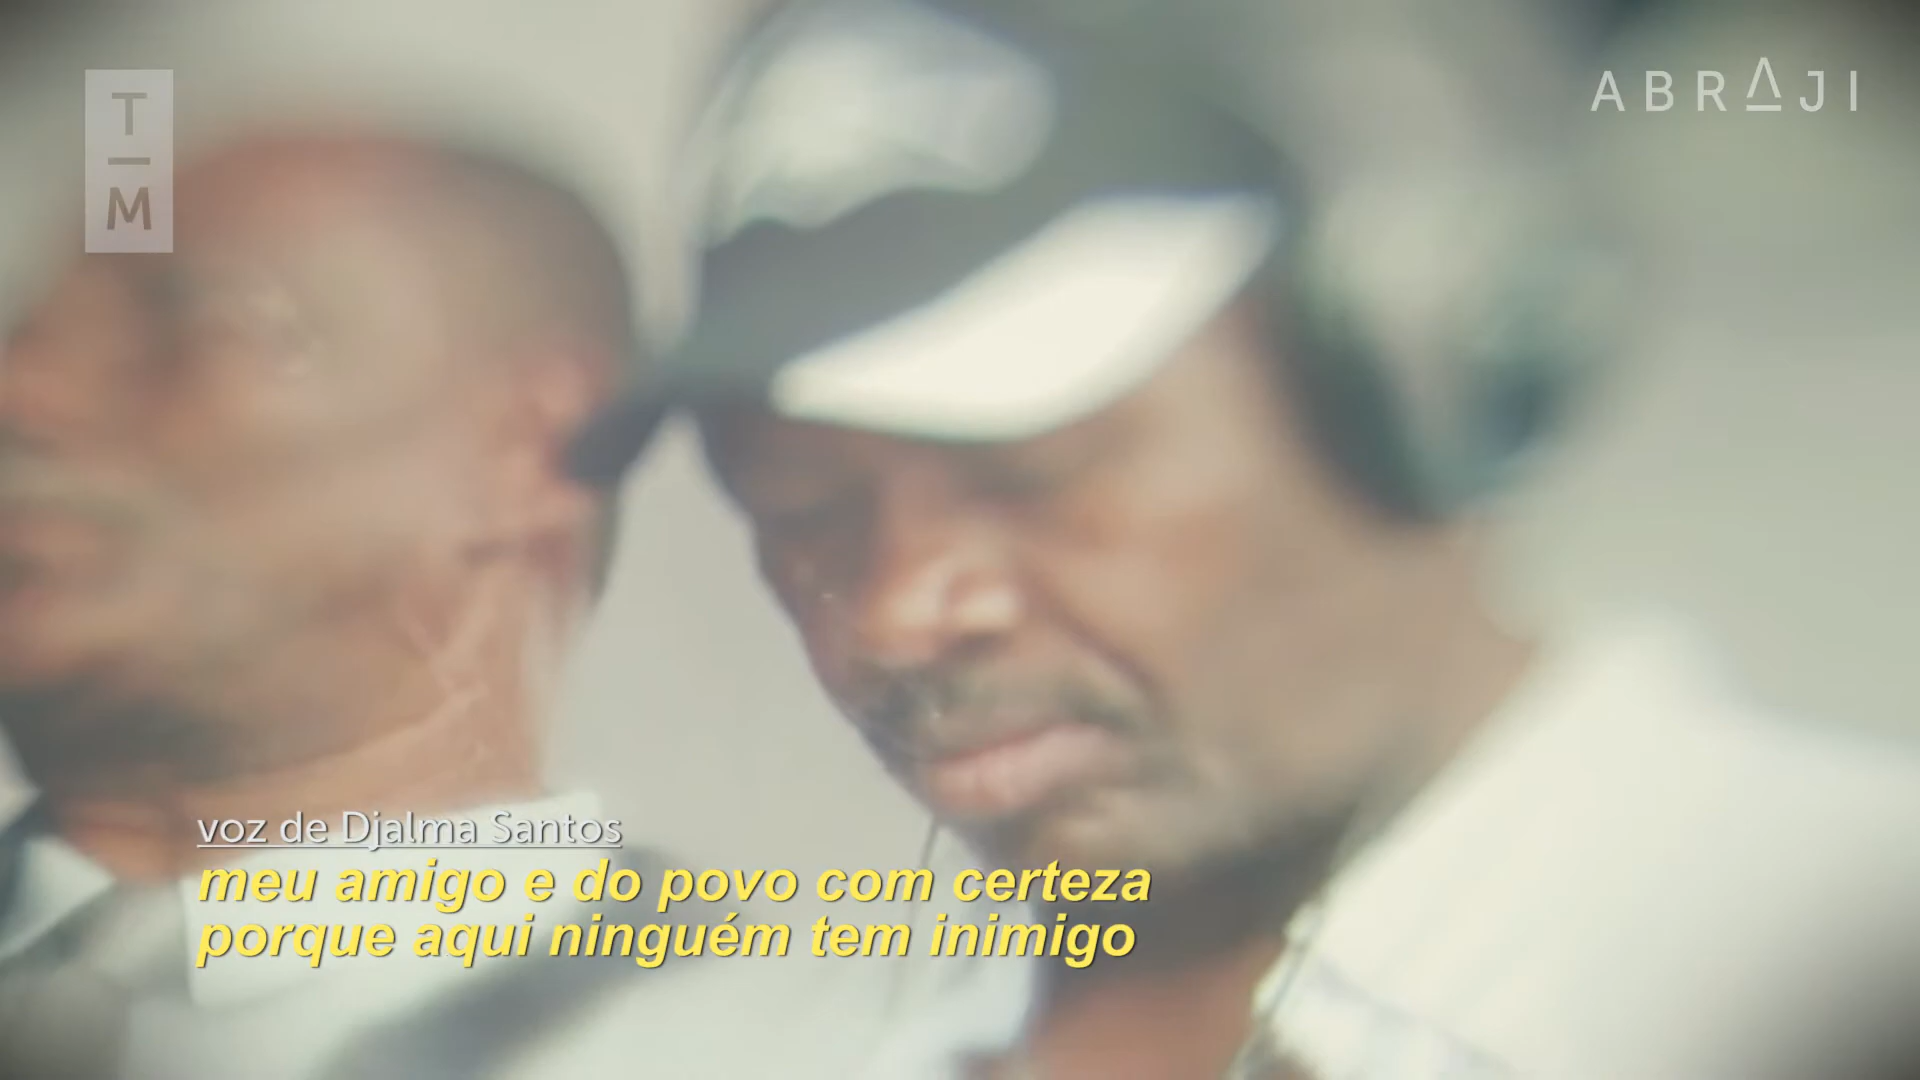 T
M
ABRAJI
voz de Djalma Santos
meu amigo e do povo com certeza
porque aqui ninguém tem inimigo